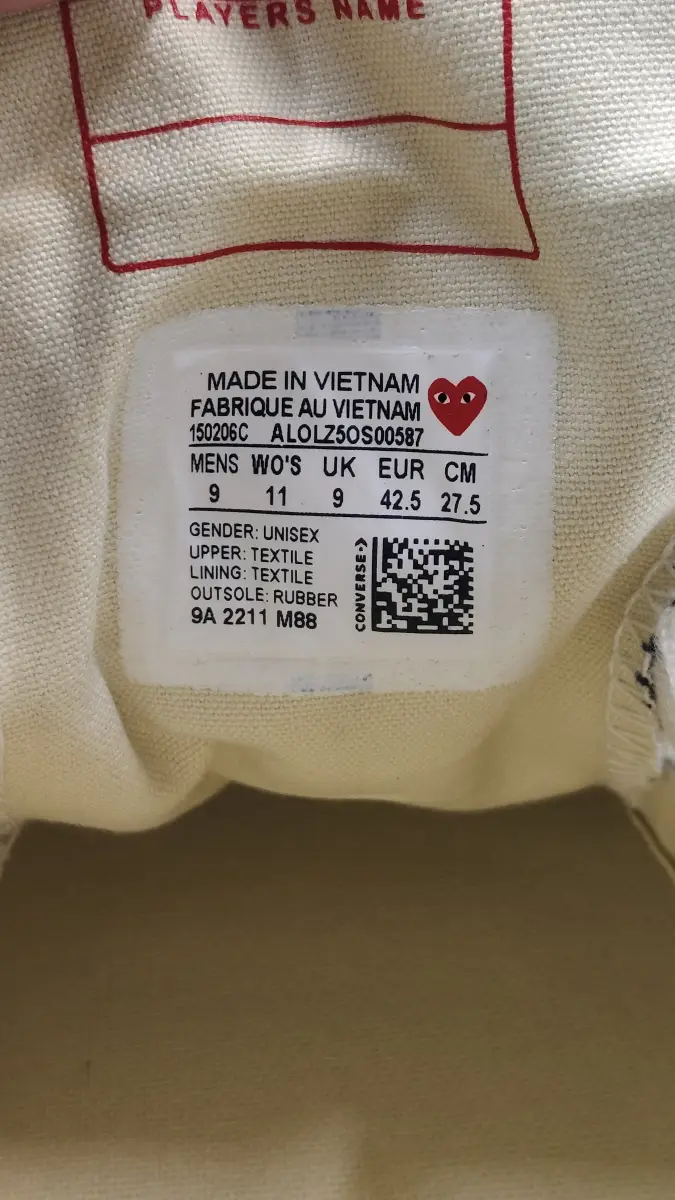 PLAYERS NAME
MADE IN VIETNAM
FABRIQUE AU VIETNAM
150206C ALOLZ5OS00587
MENS WO'S UK EUR CM
9 11 9 42.5 27.5
GENDER: UNISEX
UPPER: TEXTILE
LINING: TEXTILE
OUTSOLE: RUBBER
9A 2211 M88
CONVERSE